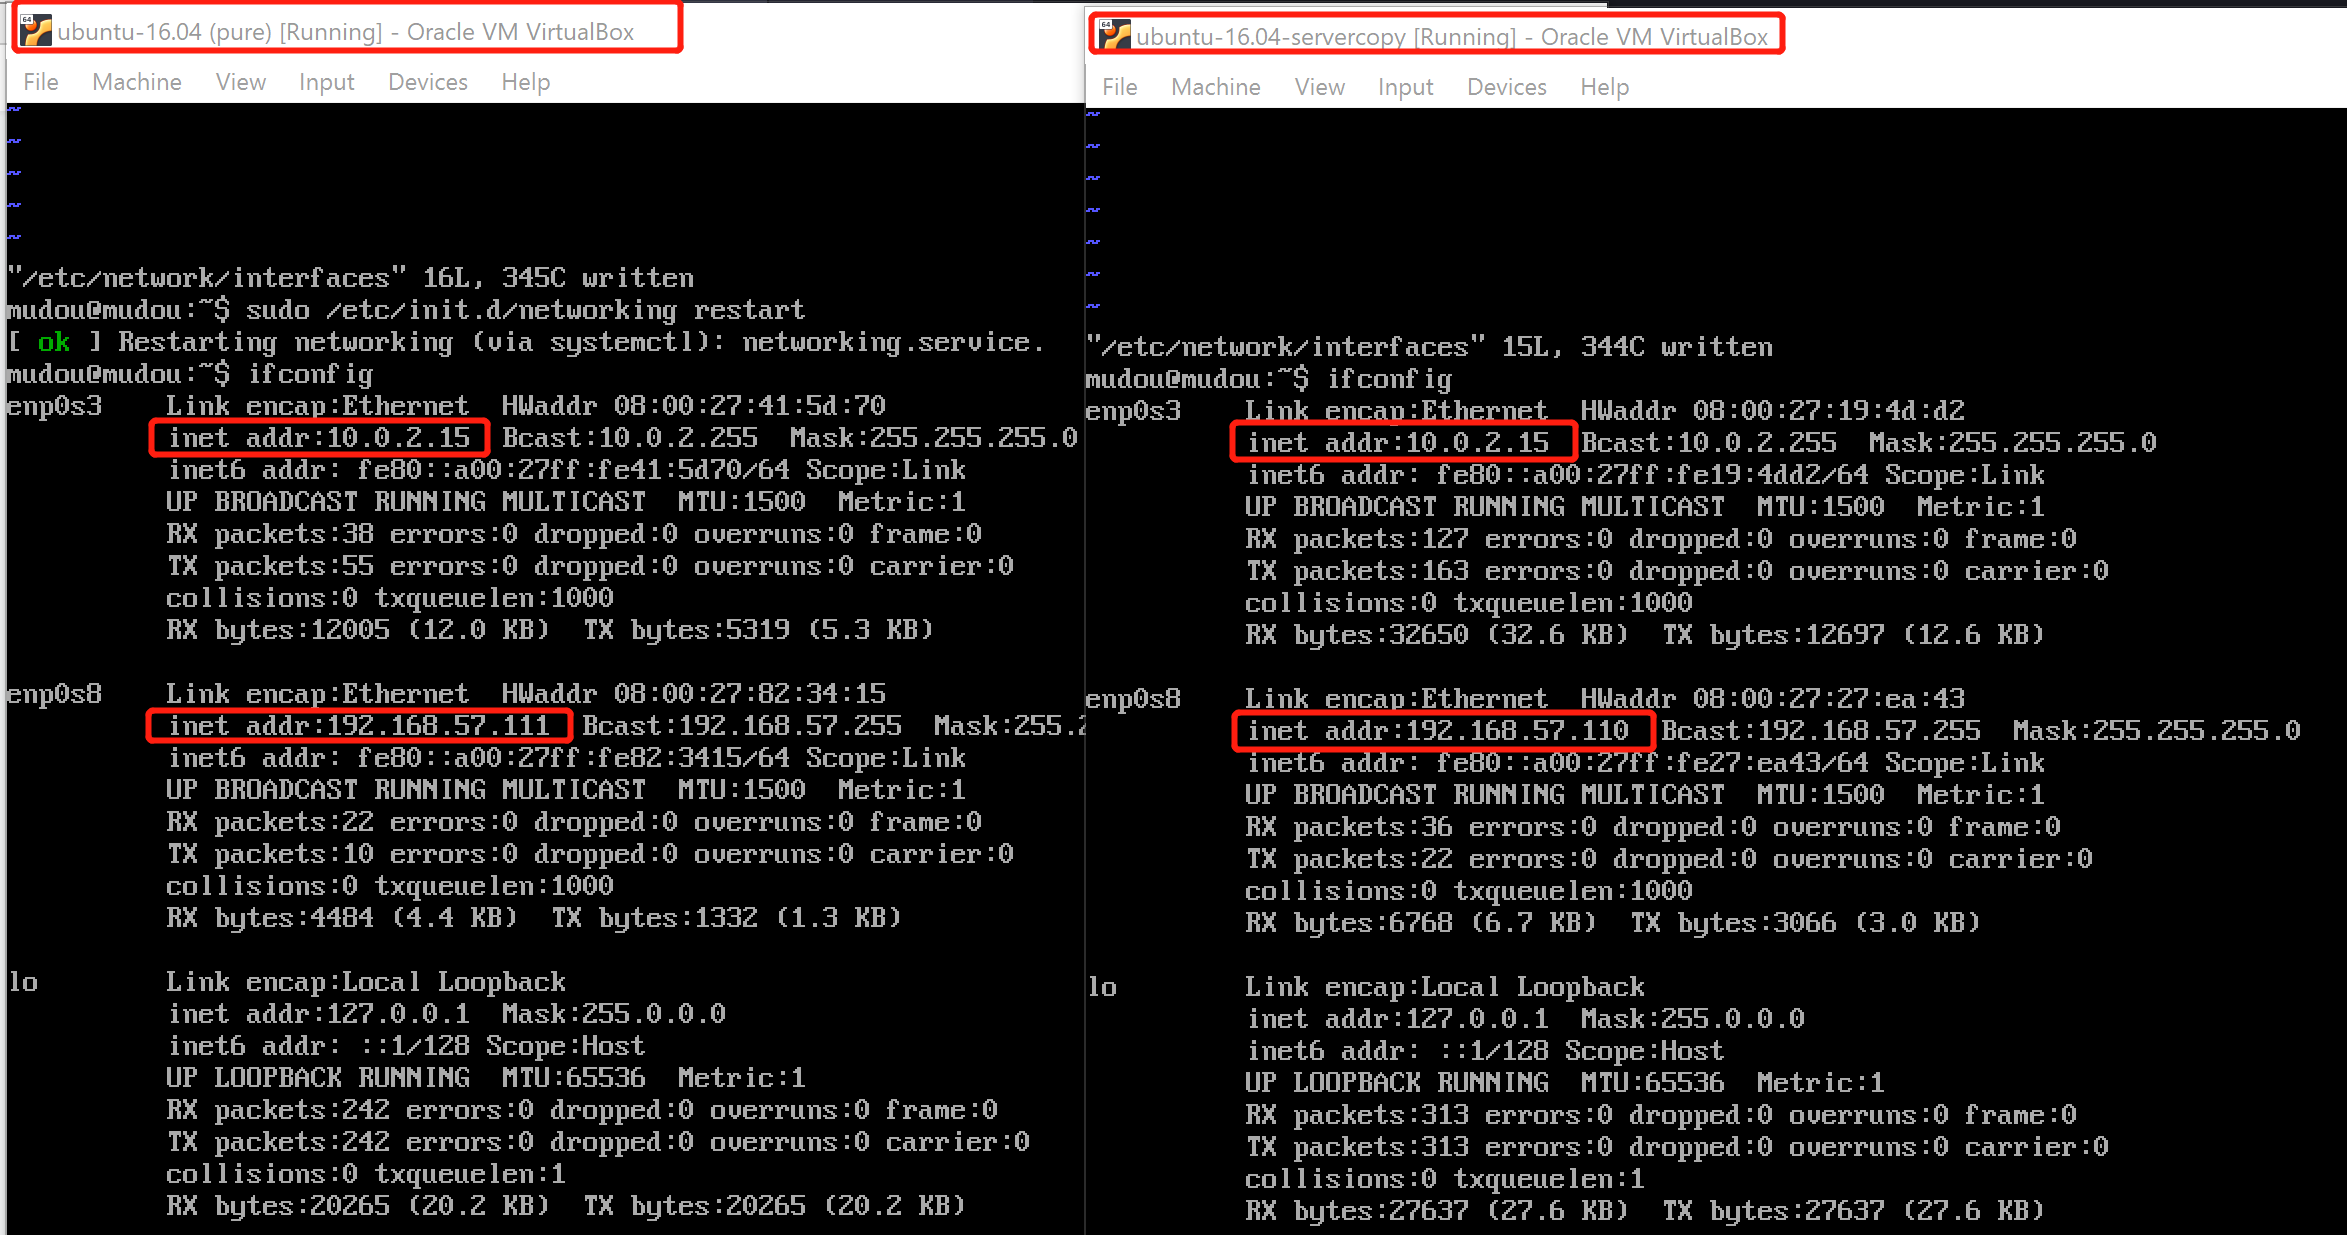 ubuntu-16.04 (pure) [Running] - Oracle VM VirtualBox
File Machine View Input Devices Help
~
~
~
~
~
"/etc/network/interfaces" 16L, 345C written
mudou@mudou:~$ sudo /etc/init.d/networking restart
[ ok ] Restarting networking (via systemctl): networking.service.
mudou@mudou:~$ ifconfig
enp0s3 Link encap:Ethernet HWaddr 08:00:27:41:5d:70
inet addr:10.0.2.15 Bcast:10.0.2.255 Mask:255.255.255.0
inet6 addr: fe80::a00:27ff:fe41:5d70/64 Scope:Link
UP BROADCAST RUNNING MULTICAST MTU:1500 Metric:1
RX packets:38 errors:0 dropped:0 overruns:0 frame:0
TX packets:55 errors:0 dropped:0 overruns:0 carrier:0
collisions:0 txqueuelen:1000
RX bytes:12005 (12.0 KB) TX bytes:5319 (5.3 KB)
enp0s8 Link encap:Ethernet HWaddr 08:00:27:82:34:15
inet addr:192.168.57.111 Bcast:192.168.57.255 Mask:255.2
inet6 addr: fe80::a00:27ff:fe82:3415/64 Scope:Link
UP BROADCAST RUNNING MULTICAST MTU:1500 Metric:1
RX packets:22 errors:0 dropped:0 overruns:0 frame:0
TX packets:10 errors:0 dropped:0 overruns:0 carrier:0
collisions:0 txqueuelen:1000
RX bytes:4484 (4.4 KB) TX bytes:1332 (1.3 KB)
lo Link encap:Local Loopback
inet addr:127.0.0.1 Mask:255.0.0.0
inet6 addr: ::1/128 Scope:Host
UP LOOPBACK RUNNING MTU:65536 Metric:1
RX packets:242 errors:0 dropped:0 overruns:0 frame:0
TX packets:242 errors:0 dropped:0 overruns:0 carrier:0
collisions:0 txqueuelen:1
RX bytes:20265 (20.2 KB) TX bytes:20265 (20.2 KB)
ubuntu-16.04-servercopy [Running] - Oracle VM VirtualBox
File Machine View Input Devices Help
~
~
~
~
~
~
~
"/etc/network/interfaces" 15L, 344C written
mudou@mudou:~$ ifconfig
enp0s3 Link encap:Ethernet HWaddr 08:00:27:19:4d:d2
inet addr:10.0.2.15 Bcast:10.0.2.255 Mask:255.255.255.0
inet6 addr: fe80::a00:27ff:fe19:4dd2/64 Scope:Link
UP BROADCAST RUNNING MULTICAST MTU:1500 Metric:1
RX packets:127 errors:0 dropped:0 overruns:0 frame:0
TX packets:163 errors:0 dropped:0 overruns:0 carrier:0
collisions:0 txqueuelen:1000
RX bytes:32650 (32.6 KB) TX bytes:12697 (12.6 KB)
enp0s8 Link encap:Ethernet HWaddr 08:00:27:27:ea:43
inet addr:192.168.57.110 Bcast:192.168.57.255 Mask:255.255.255.0
inet6 addr: fe80::a00:27ff:fe27:ea43/64 Scope:Link
UP BROADCAST RUNNING MULTICAST MTU:1500 Metric:1
RX packets:36 errors:0 dropped:0 overruns:0 frame:0
TX packets:22 errors:0 dropped:0 overruns:0 carrier:0
collisions:0 txqueuelen:1000
RX bytes:6768 (6.7 KB) TX bytes:3066 (3.0 KB)
lo Link encap:Local Loopback
inet addr:127.0.0.1 Mask:255.0.0.0
inet6 addr: ::1/128 Scope:Host
UP LOOPBACK RUNNING MTU:65536 Metric:1
RX packets:313 errors:0 dropped:0 overruns:0 frame:0
TX packets:313 errors:0 dropped:0 overruns:0 carrier:0
collisions:0 txqueuelen:1
RX bytes:27637 (27.6 KB) TX bytes:27637 (27.6 KB)